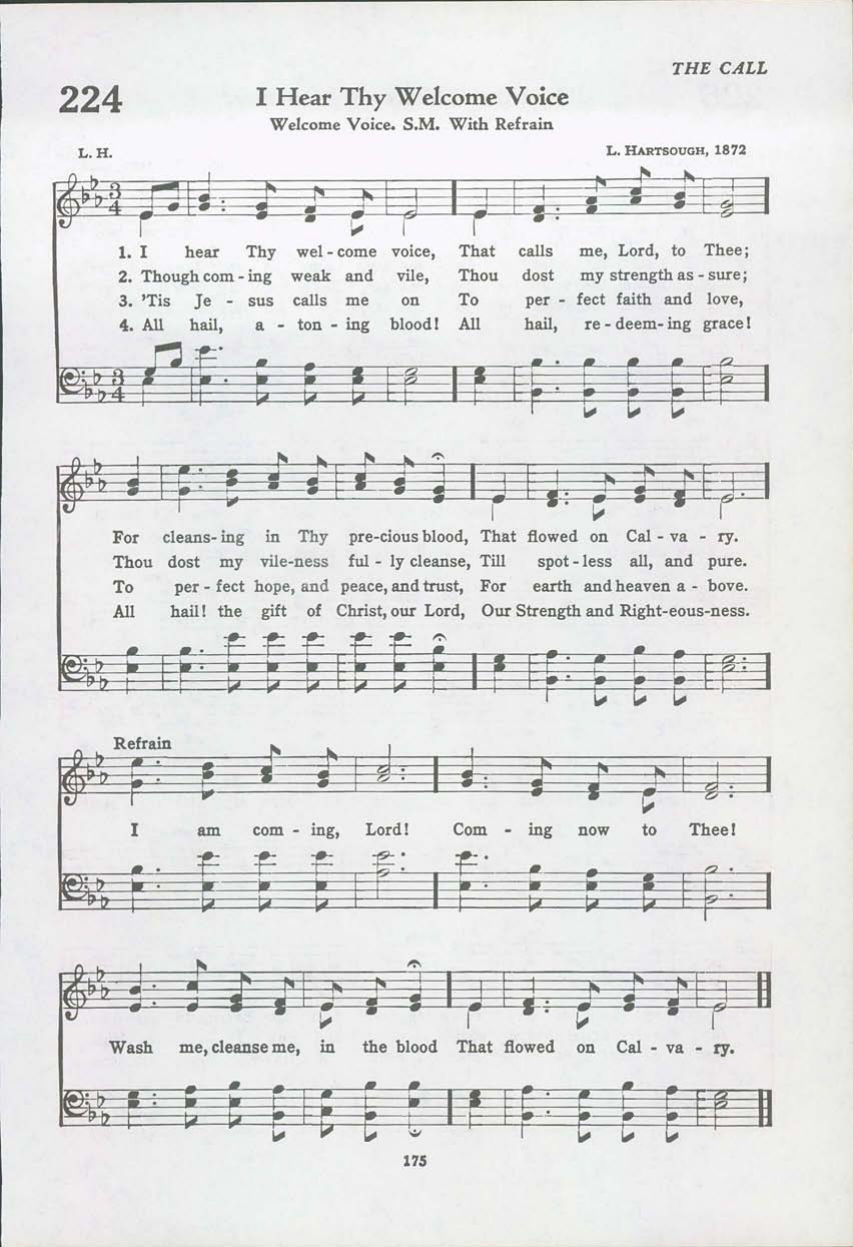 THE CALL
224 I Hear Thy Welcome Voice
Welcome Voice. S.M. With Refrain
L. H. L. HARTSOUGH, 1872
1. I hear Thy wel - come voice, That calls me, Lord, to Thee;
2. Though com - ing weak and vile, Thou dost my strength as - sure;
3. 'Tis Je - sus calls me on To per - fect faith and love,
4. All hail, a - ton - ing blood! All hail, re - deem - ing grace!
For cleans - ing in Thy pre - cious blood, That flowed on Cal - va - ry.
Thou dost my vile-ness ful - ly cleanse, Till spot - less all, and pure.
To per - fect hope, and peace, and trust, For earth and heaven a - bove.
All hail! the gift of Christ, our Lord, Our Strength and Right-eous-ness.
Refrain
I am com - ing, Lord! Com - ing now to Thee!
Wash me, cleanse me, in the blood That flowed on Cal - va - ry.
175